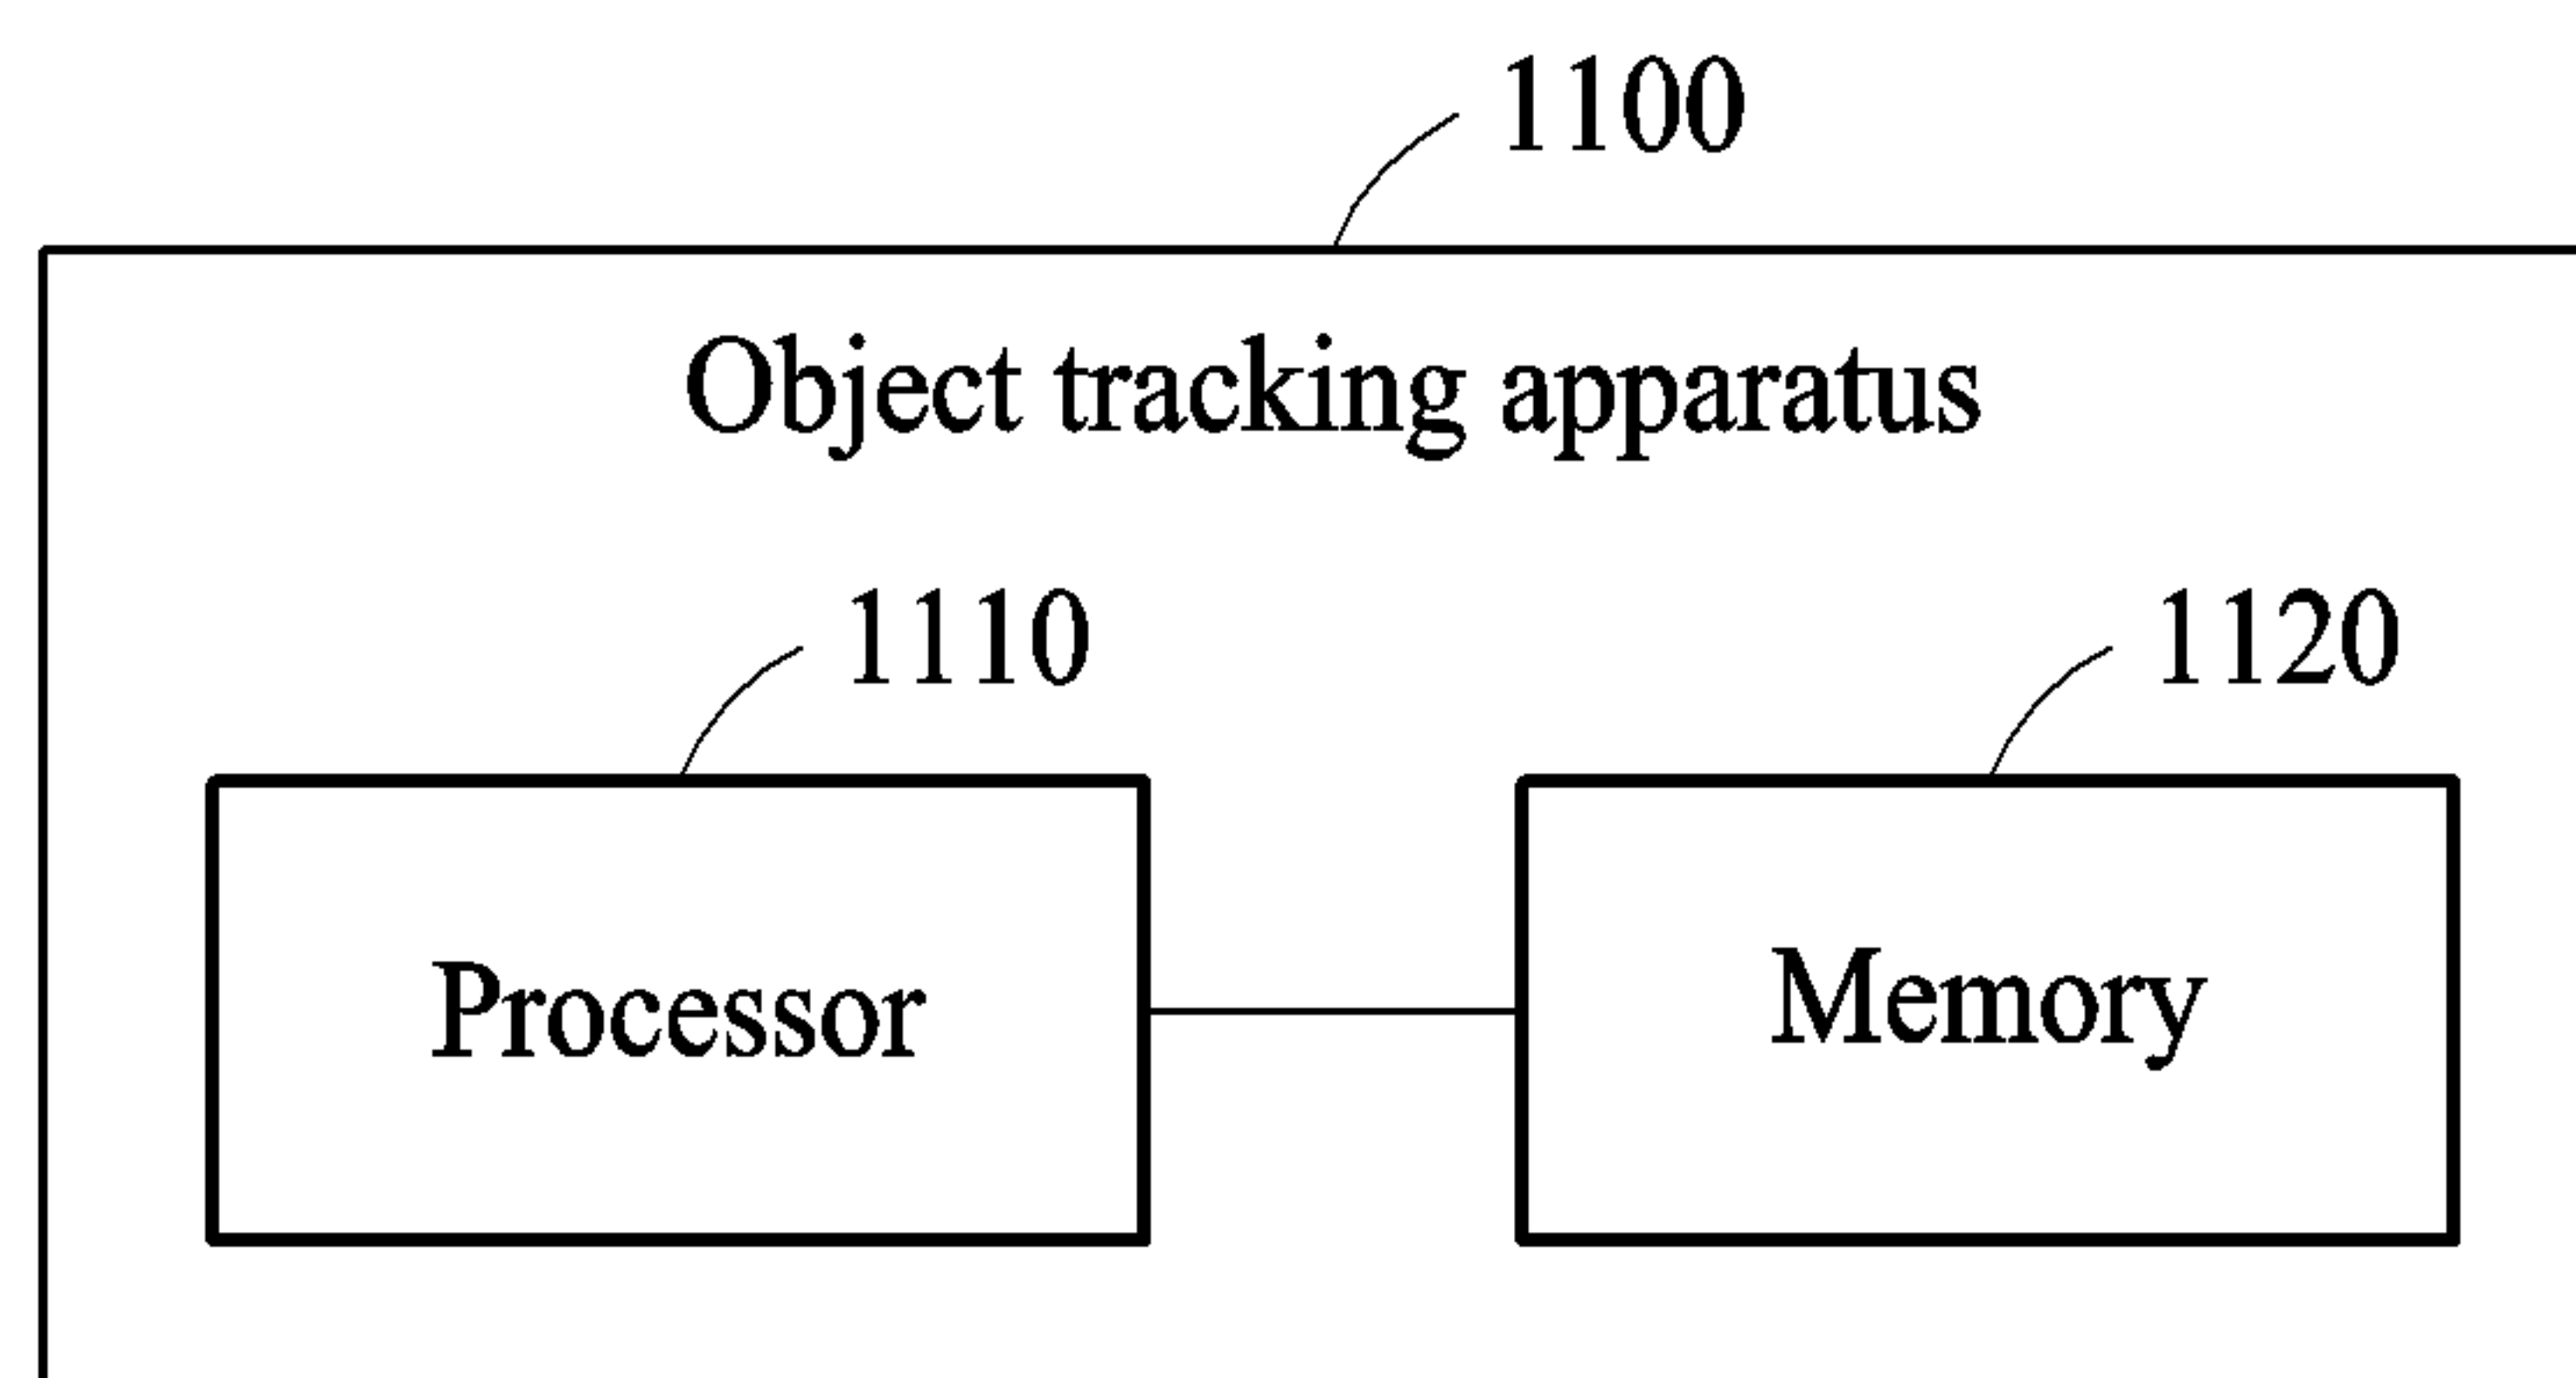 1100
Object tracking apparatus
1110
1120
Processor
Memory